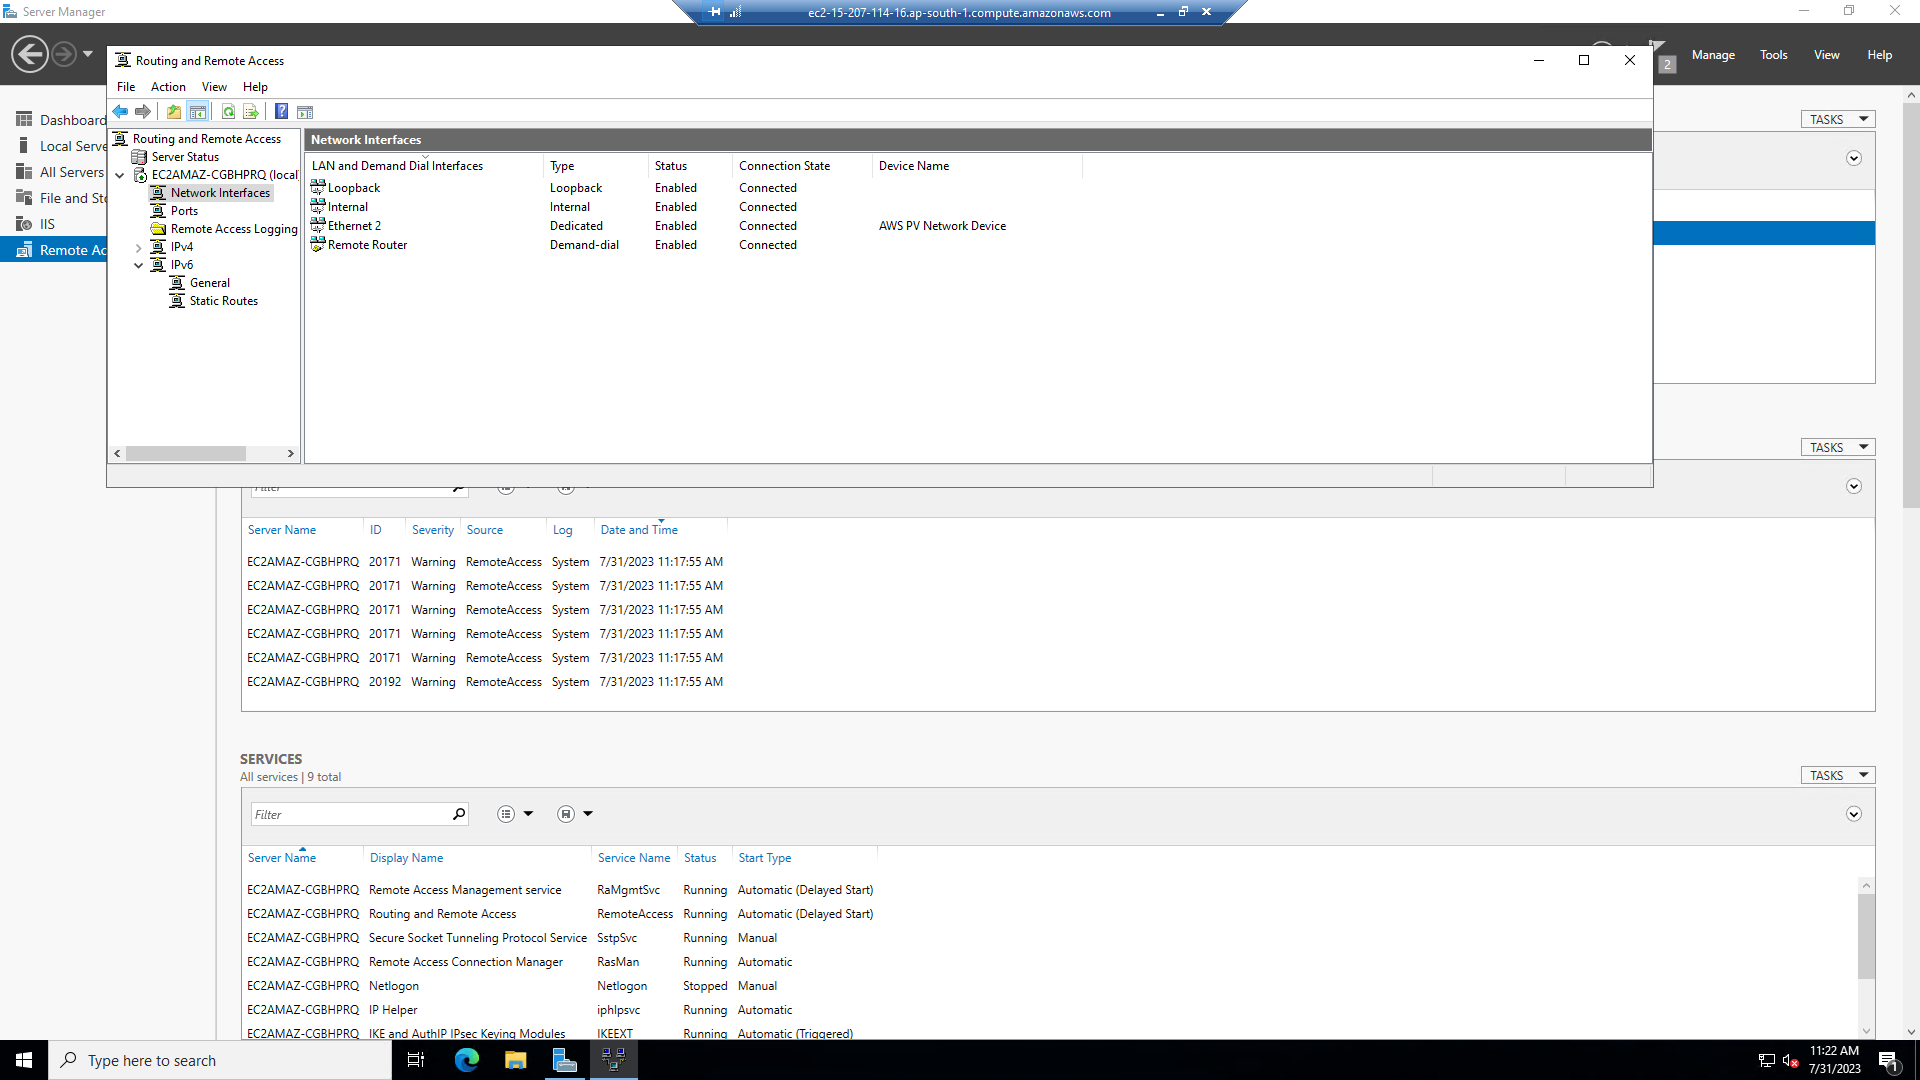 Server Manager
ec2-15-207-114-16.ap-south-1.compute.amazonaws.com
2
Manage
Tools
View
Help
Routing and Remote Access
File
Action
View
Help
Dashboard
Local Serve
All Servers
File and Sto
IIS
Remote Ac
Routing and Remote Access
Server Status
EC2AMAZ-CGBHPRQ (local)
Network Interfaces
Ports
Remote Access Logging
IPv4
IPv6
General
Static Routes
Network Interfaces
LAN and Demand Dial Interfaces Type Status Connection State Device Name
Loopback Loopback Enabled Connected
Internal Internal Enabled Connected
Ethernet 2 Dedicated Enabled Connected AWS PV Network Device
Remote Router Demand-dial Enabled Connected
TASKS
TASKS
Filter
Server Name ID Severity Source Log Date and Time
EC2AMAZ-CGBHPRQ 20171 Warning RemoteAccess System 7/31/2023 11:17:55 AM
EC2AMAZ-CGBHPRQ 20171 Warning RemoteAccess System 7/31/2023 11:17:55 AM
EC2AMAZ-CGBHPRQ 20171 Warning RemoteAccess System 7/31/2023 11:17:55 AM
EC2AMAZ-CGBHPRQ 20171 Warning RemoteAccess System 7/31/2023 11:17:55 AM
EC2AMAZ-CGBHPRQ 20171 Warning RemoteAccess System 7/31/2023 11:17:55 AM
EC2AMAZ-CGBHPRQ 20192 Warning RemoteAccess System 7/31/2023 11:17:55 AM
SERVICES
All services | 9 total
TASKS
Filter
Server Name Display Name Service Name Status Start Type
EC2AMAZ-CGBHPRQ Remote Access Management service RaMgmtSvc Running Automatic (Delayed Start)
EC2AMAZ-CGBHPRQ Routing and Remote Access RemoteAccess Running Automatic (Delayed Start)
EC2AMAZ-CGBHPRQ Secure Socket Tunneling Protocol Service SstpSvc Running Manual
EC2AMAZ-CGBHPRQ Remote Access Connection Manager RasMan Running Automatic
EC2AMAZ-CGBHPRQ Netlogon Netlogon Stopped Manual
EC2AMAZ-CGBHPRQ IP Helper iphlpsvc Running Automatic
EC2AMAZ-CGBHPRQ IKE and AuthIP IPsec Keying Modules IKEEXT Running Automatic (Triggered)
Type here to search
11:22 AM
7/31/2023
1